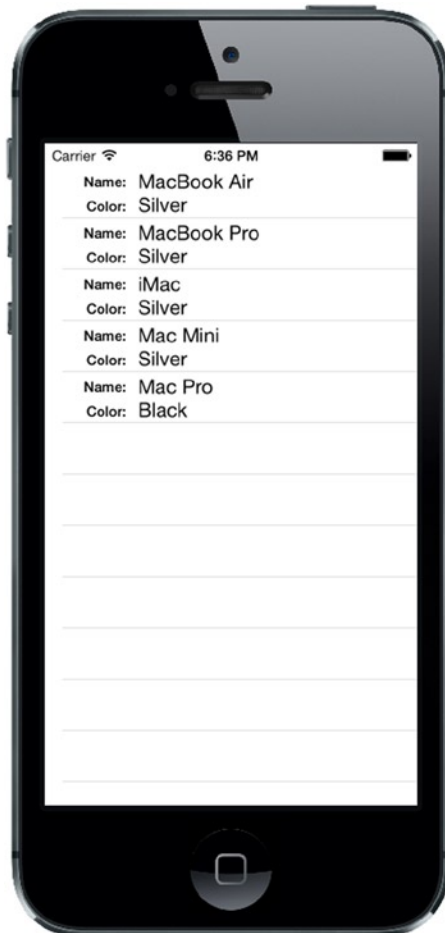 Carrier 6:36 PM
Name: MacBook Air
Color: Silver
Name: MacBook Pro
Color: Silver
Name: iMac
Color: Silver
Name: Mac Mini
Color: Silver
Name: Mac Pro
Color: Black